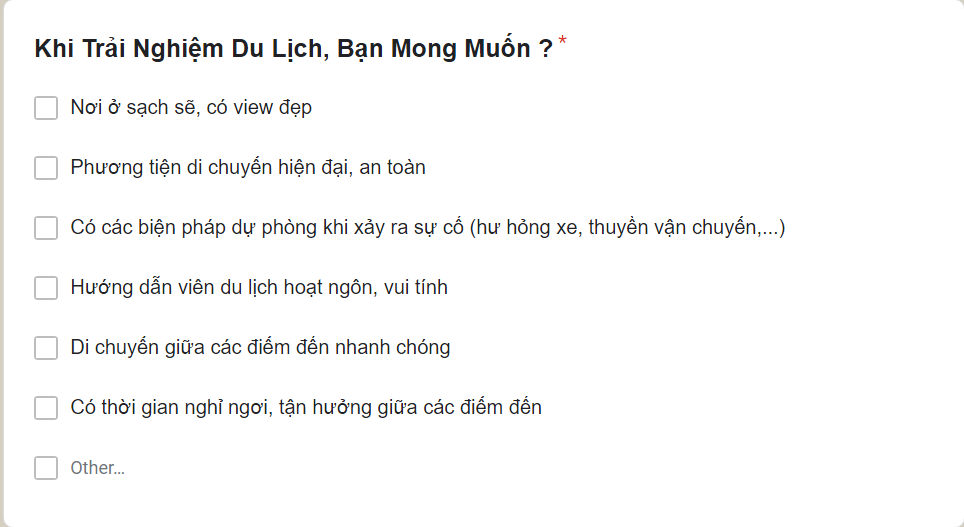 Khi Trải Nghiệm Du Lịch, Bạn Mong Muốn ? *
Nơi ở sạch sẽ, có view đẹp
Phương tiện di chuyển hiện đại, an toàn
Có các biện pháp dự phòng khi xảy ra sự cố (hư hỏng xe, thuyền vận chuyển,...)
Hướng dẫn viên du lịch hoạt ngôn, vui tính
Di chuyển giữa các điểm đến nhanh chóng
Có thời gian nghỉ ngơi, tận hưởng giữa các điểm đến
Other...